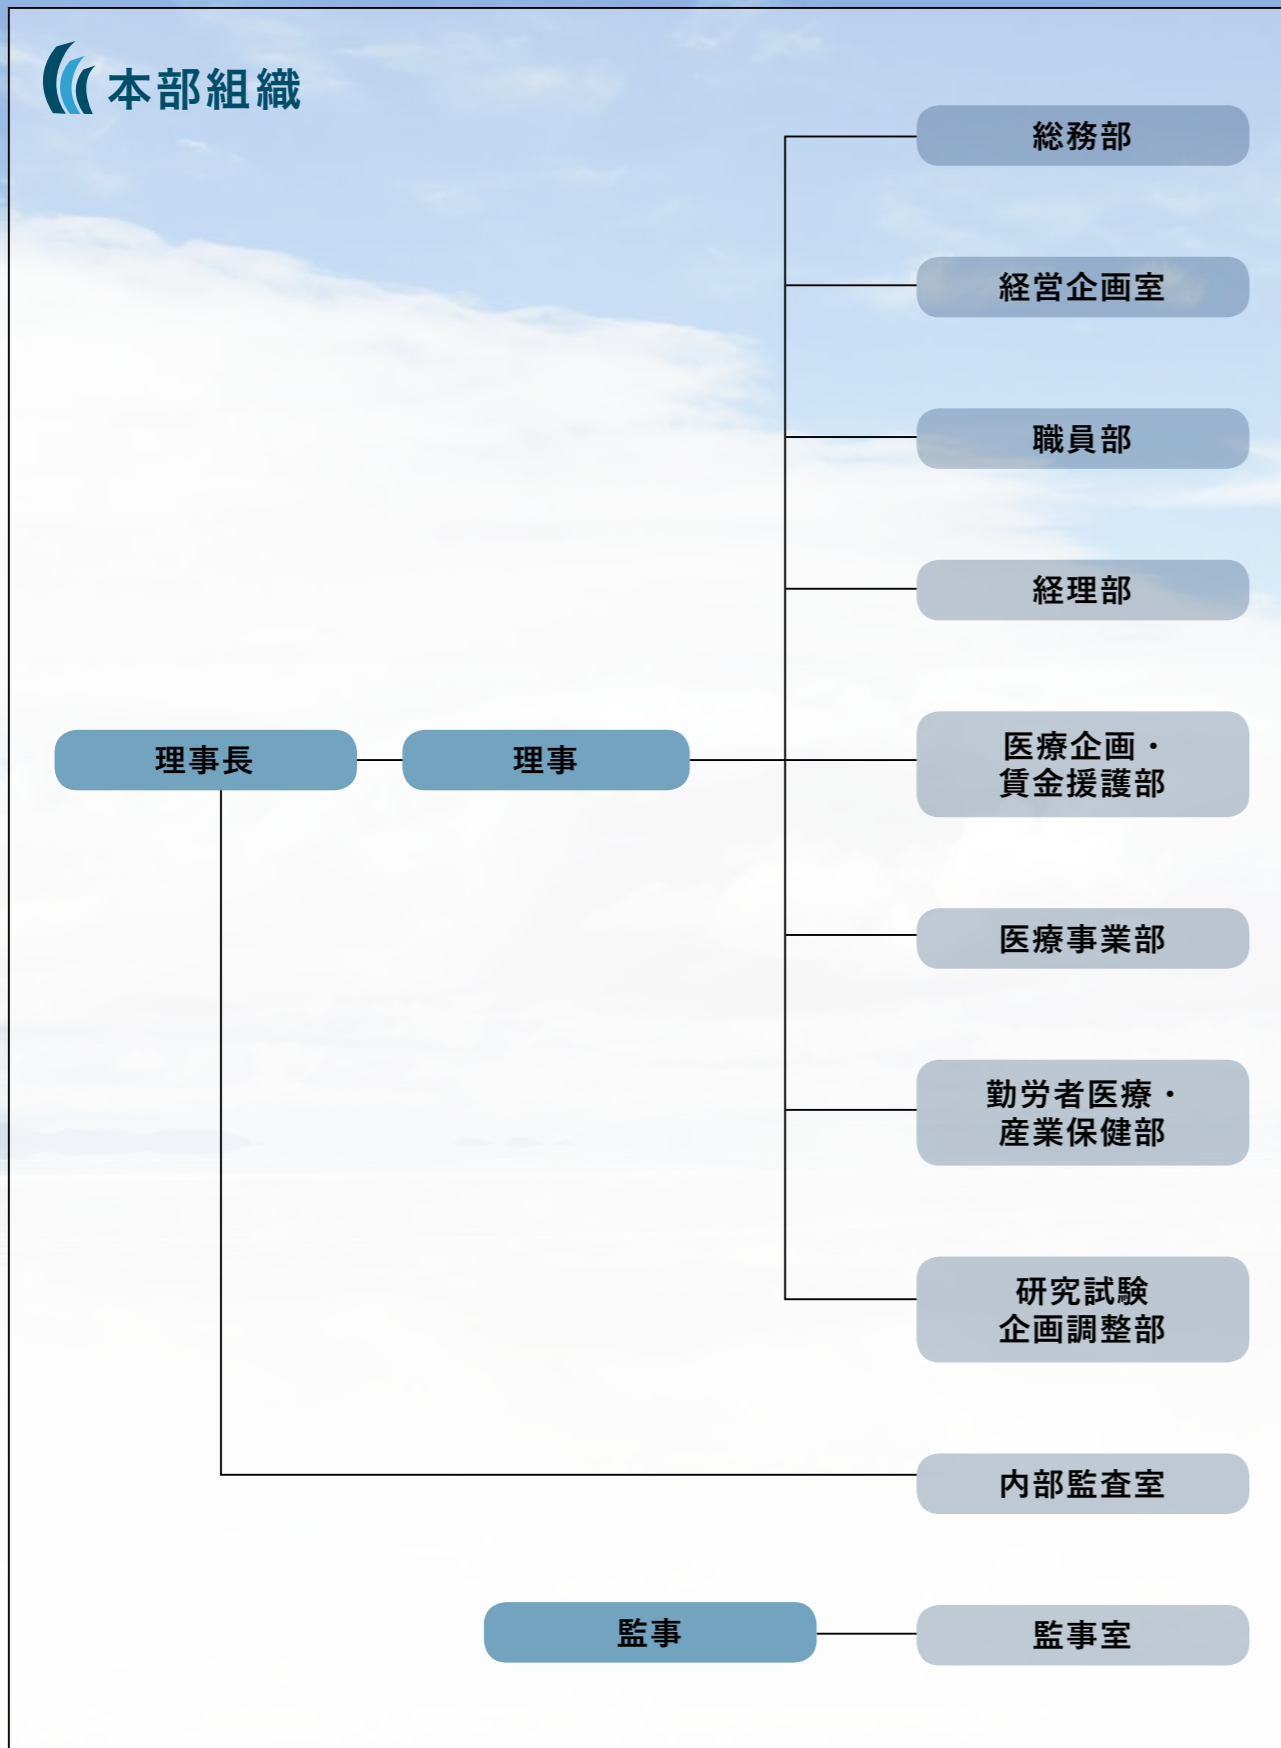 本部組織
総務部
経営企画室
職員部
経理部
理事長
理事
医療企画・
賃金援護部
医療事業部
勤労者医療・
産業保健部
研究試験
企画調整部
内部監査室
監事
監事室